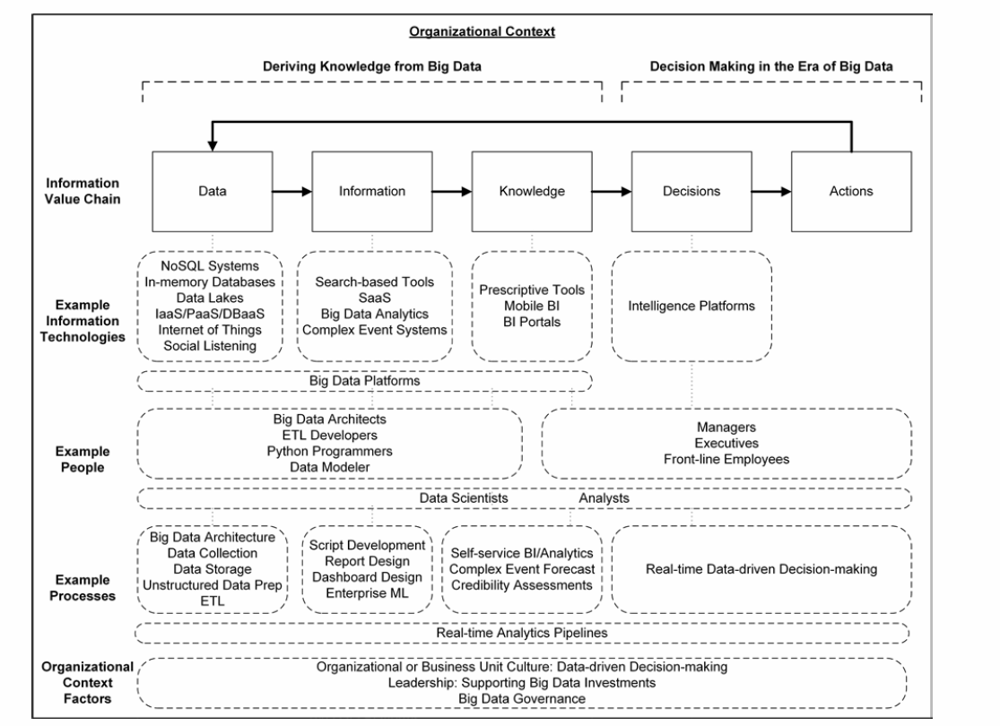 Organizational Context
Deriving Knowledge from Big Data
Decision Making in the Era of Big Data
Information
Value Chain
Data
Information
Knowledge
Decisions
Actions
Example
Information
Technologies
NoSQL Systems
In-memory Databases
Data Lakes
IaaS/PaaS/DBaaS
Internet of Things
Social Listening
Search-based Tools
SaaS
Big Data Analytics
Complex Event Systems
Prescriptive Tools
Mobile BI
BI Portals
Intelligence Platforms
Big Data Platforms
Example
People
Big Data Architects
ETL Developers
Python Programmers
Data Modeler
Managers
Executives
Front-line Employees
Data Scientists
Analysts
Example
Processes
Big Data Architecture
Data Collection
Data Storage
Unstructured Data Prep
ETL
Script Development
Report Design
Dashboard Design
Enterprise ML
Self-service BI/Analytics
Complex Event Forecast
Credibility Assessments
Real-time Data-driven Decision-making
Real-time Analytics Pipelines
Organizational
Context
Factors
Organizational or Business Unit Culture: Data-driven Decision-making
Leadership: Supporting Big Data Investments
Big Data Governance